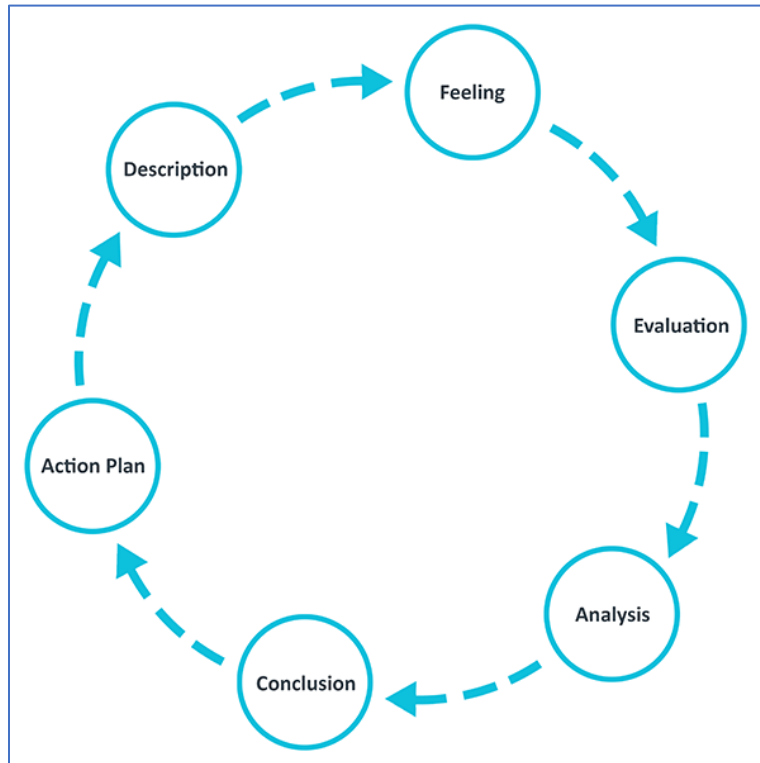 Feeling
Description
Evaluation
Action Plan
Analysis
Conclusion